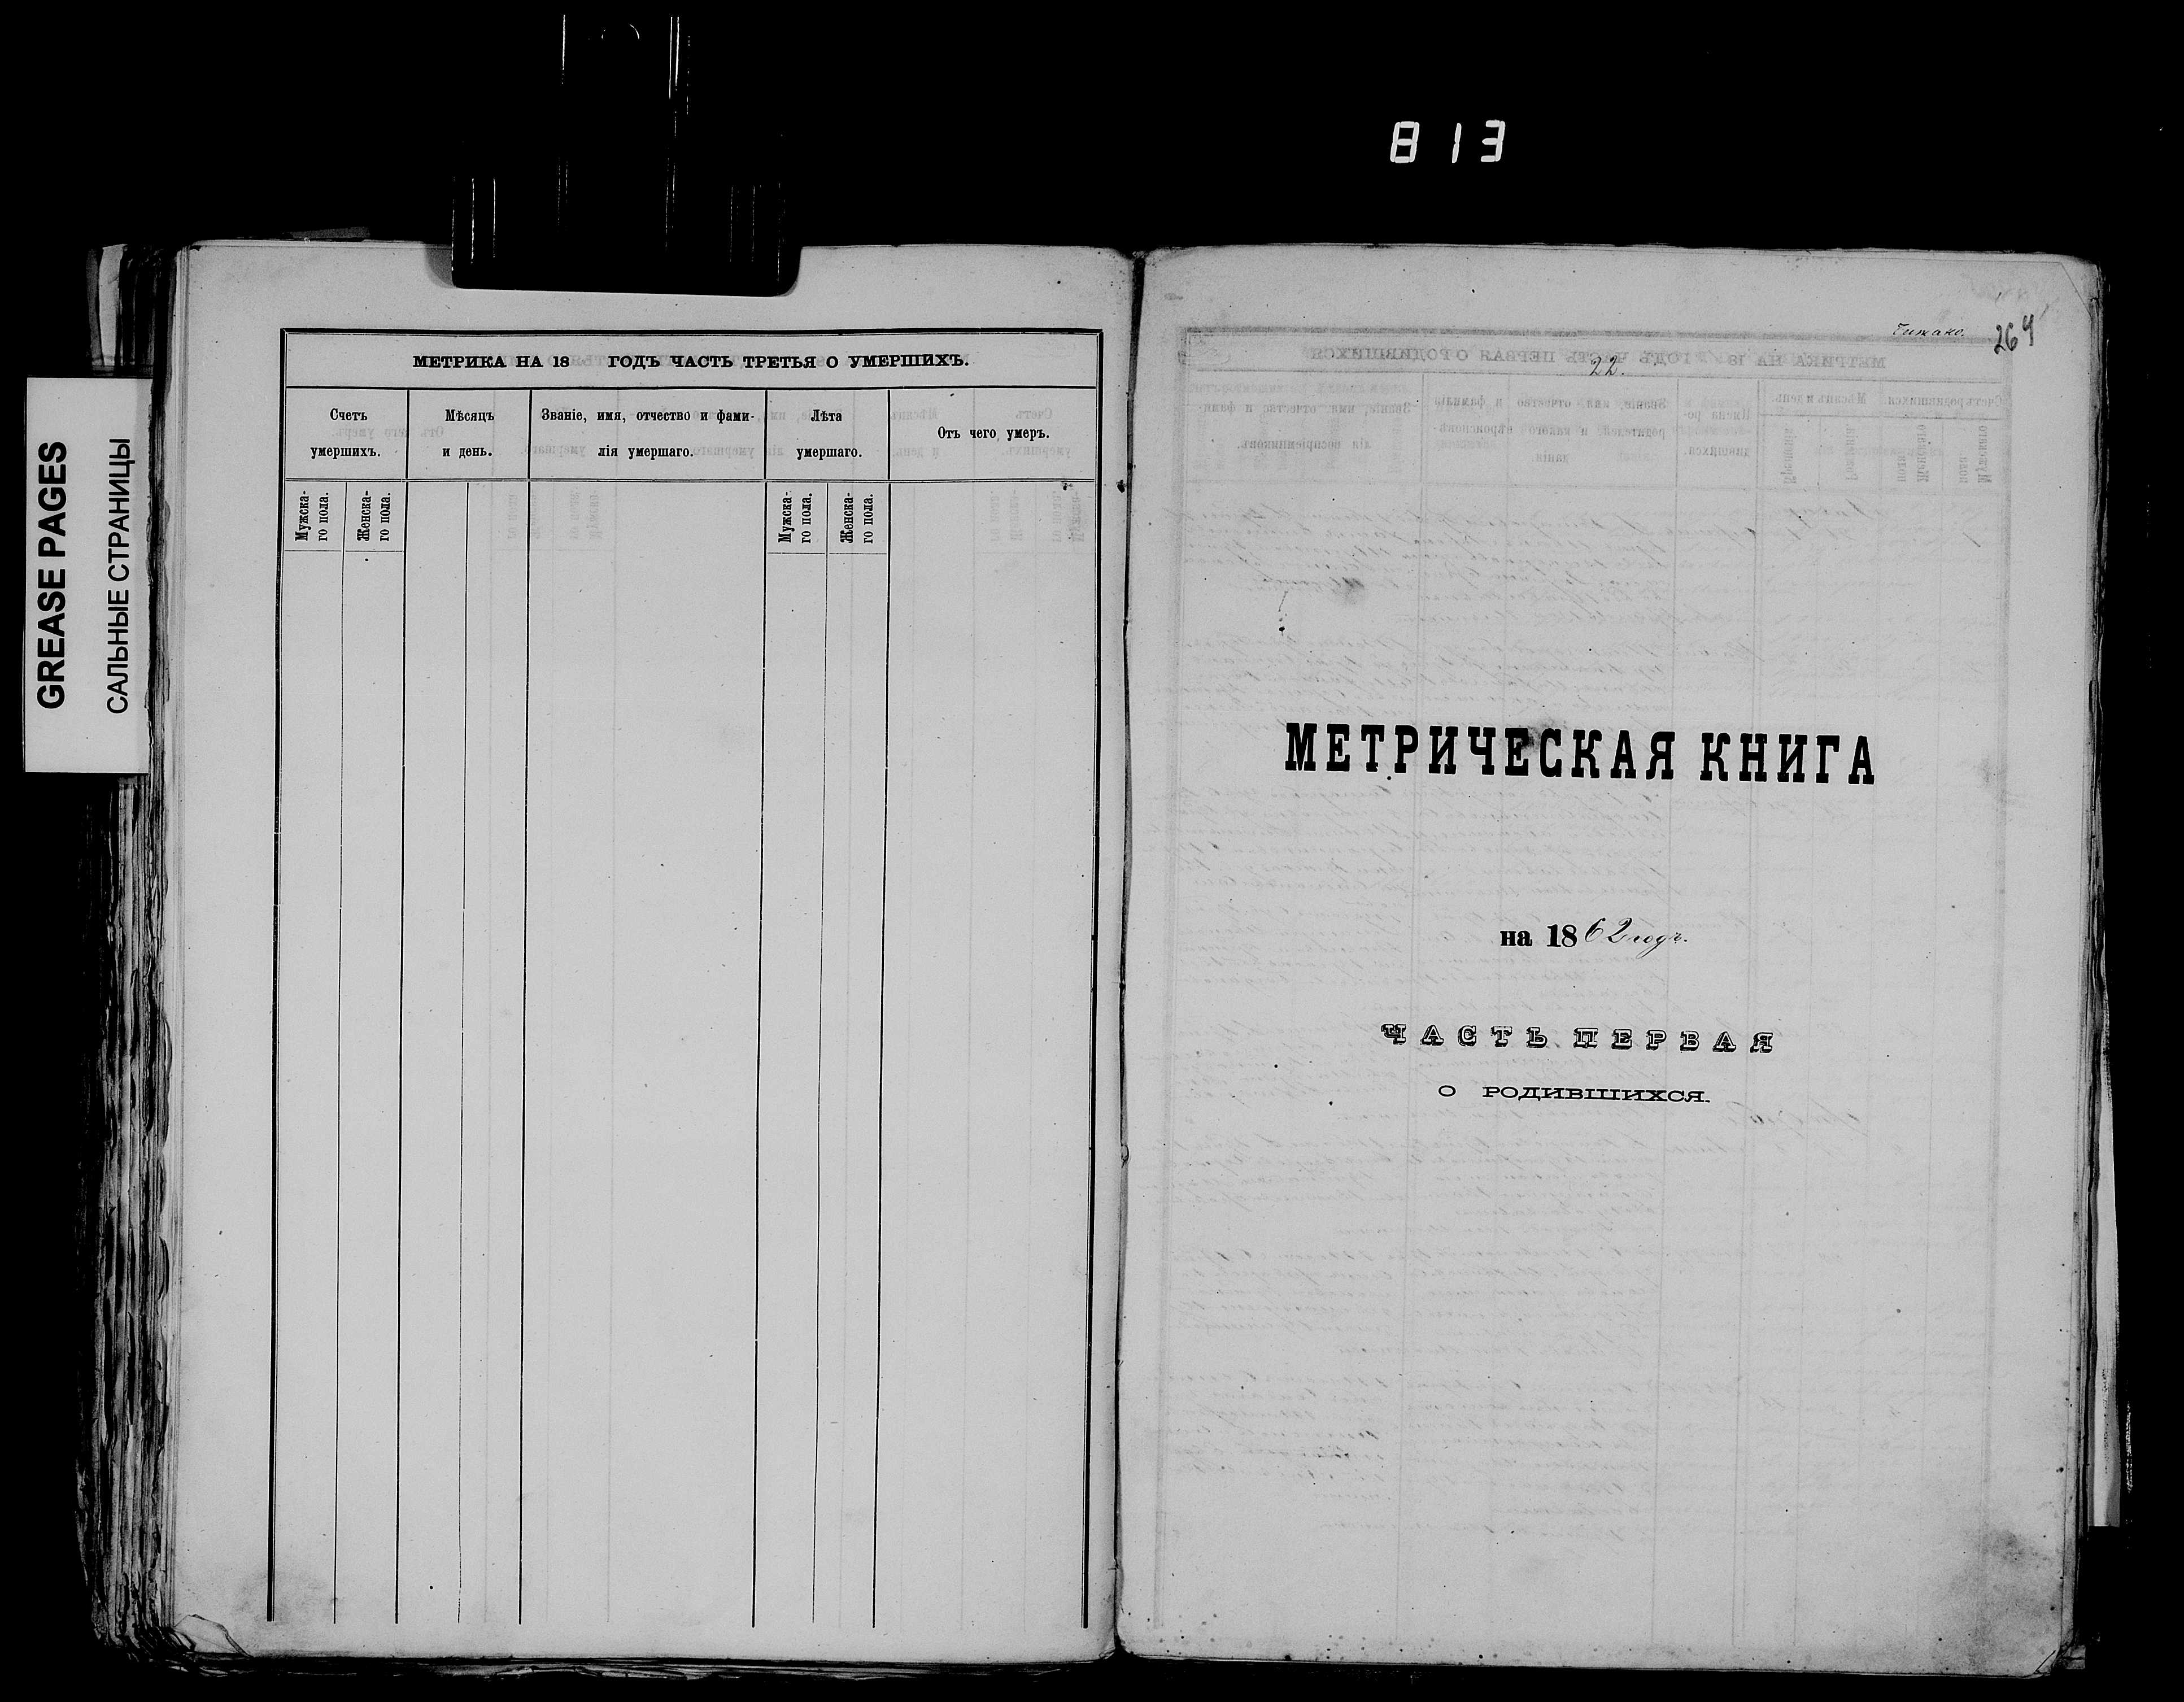 813
GREASE PAGES
САЛЬНЫЕ СТРАНИЦЫ
МЕТРИКА НА 18 ГОДЪ ЧАСТЬ ТРЕТЬЯ О УМЕРШИХЪ.
Счетъ умершихъ.
Мѣсяцъ и день.
Званіе, имя, отчество и фами-
лія умершаго.
Лѣта умершаго.
Отъ чего умеръ.
Мужска-
го пола.
Женска-
го пола.
Мужска-
го пола.
Женска-
го пола.
264
22.
МЕТРИЧЕСКАЯ КНИГА
на 1862 годъ.
ЧАСТЬ ПЕРВАЯ
О РОДИВШИХСЯ.